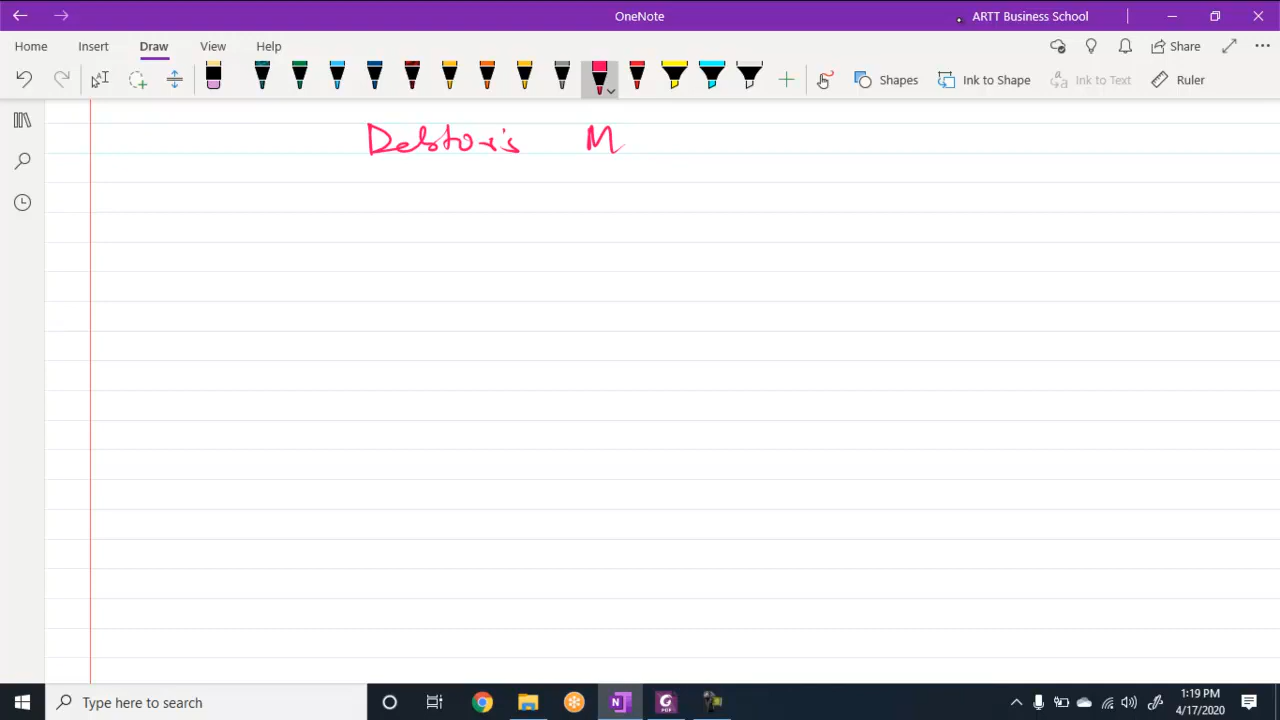 OneNote
ARTT Business School
Home Insert Draw View Help
Share
Shapes
Ink to Shape
Ink to Text
Ruler
Debtor's M
Type here to search
1:19 PM
4/17/2020